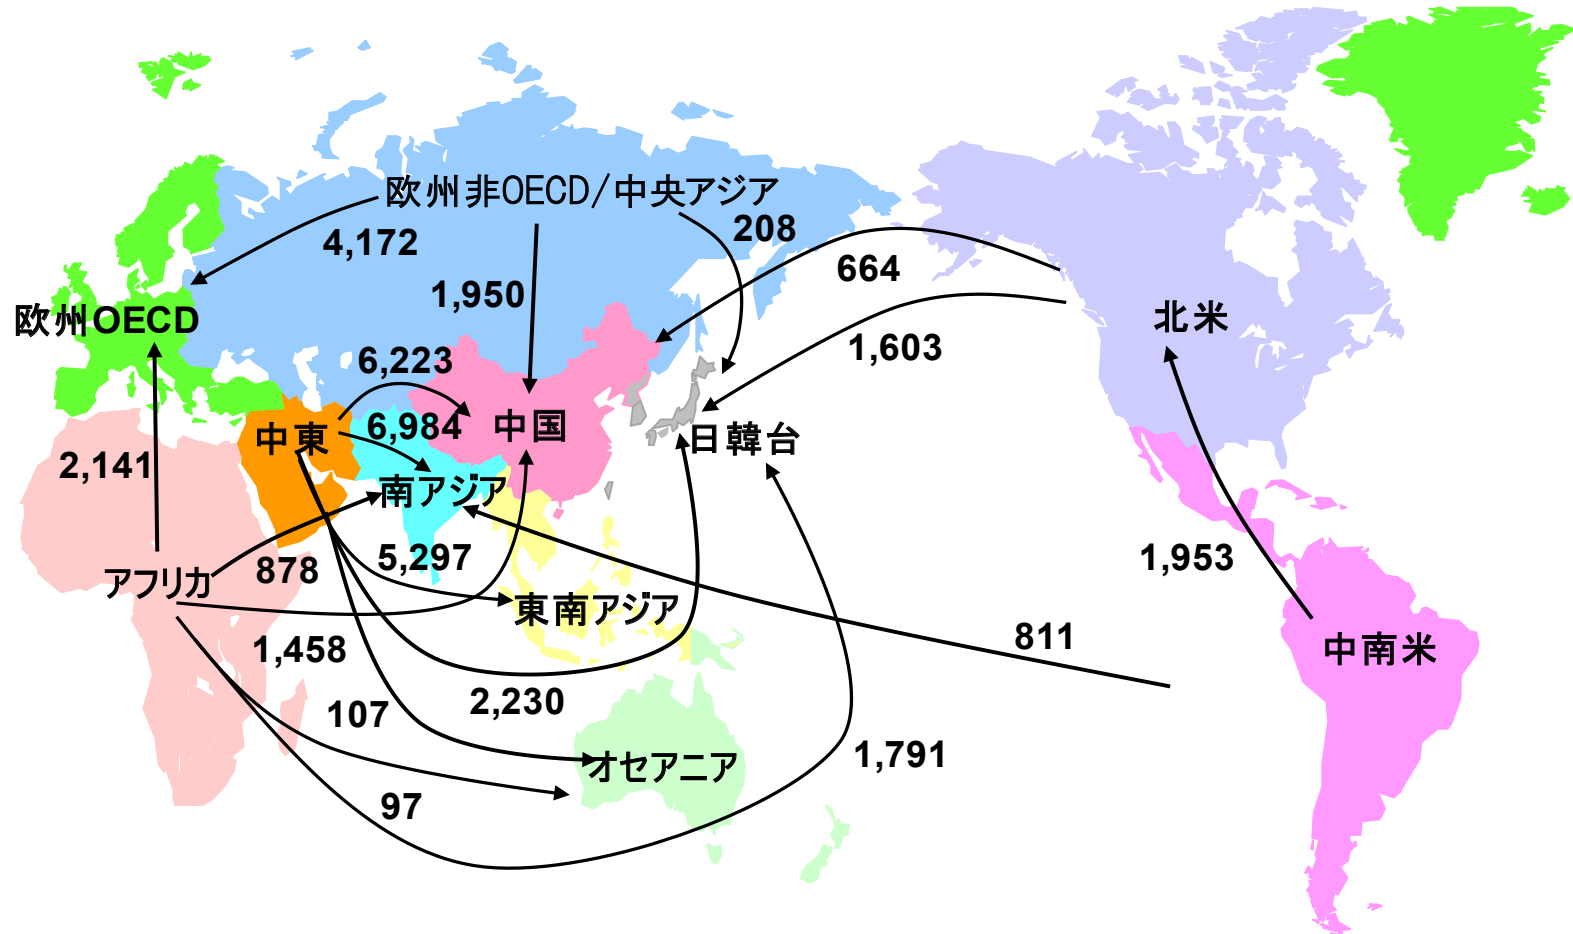 欧州非OECD/中央アジア
208
4,172
664
1,950
欧州OECD
北米
1,603
6,223
中国
6,984
中東
日韓台
2,141
南アジア
1,953
5,297
878
アフリカ
東南アジア
811
1,458
中南米
2,230
107
1,791
オセアニア
97